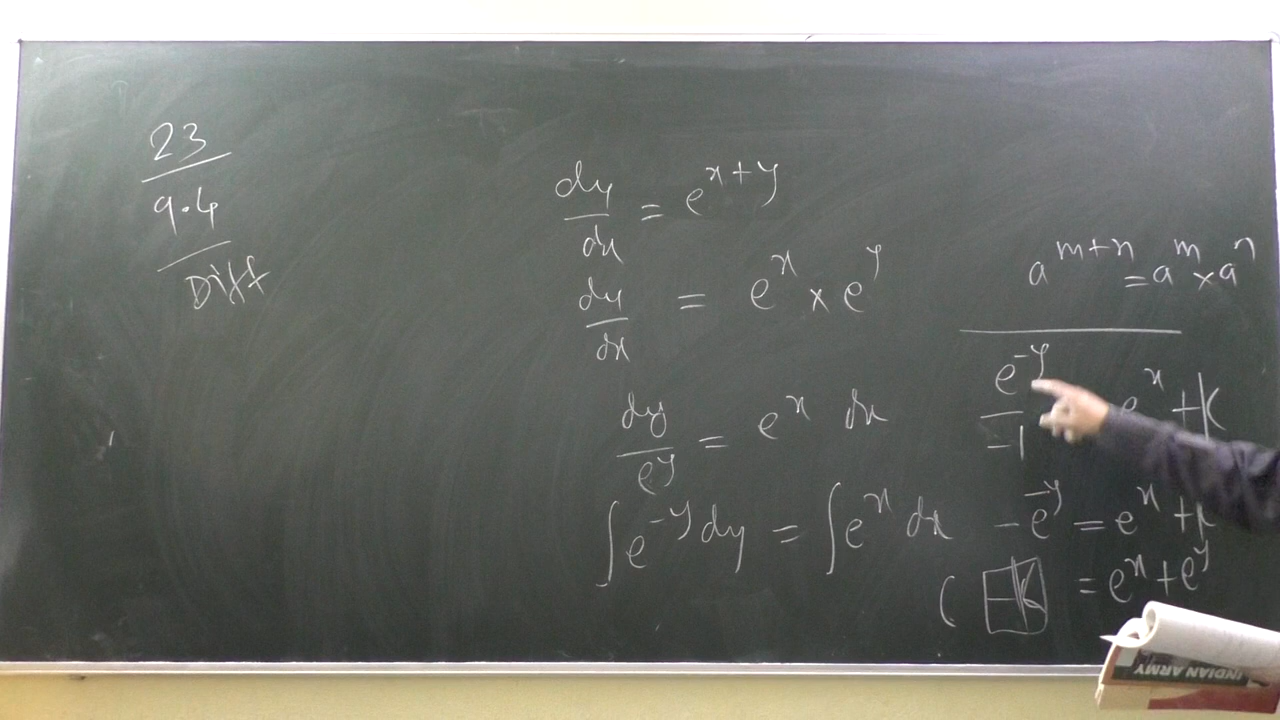 23
9.4
Diff
dy/dx = e^{x+y}
dy/dx = e^x × e^y
dy/e^y = e^x dx
∫e^{-y} dy = ∫e^x dx
a^{m+n} = a^m × a^n
e^{-y}/-1 e^x + K
-e^{-y} = e^x + K
( -K = e^x + e^y
INDIAN ARMY